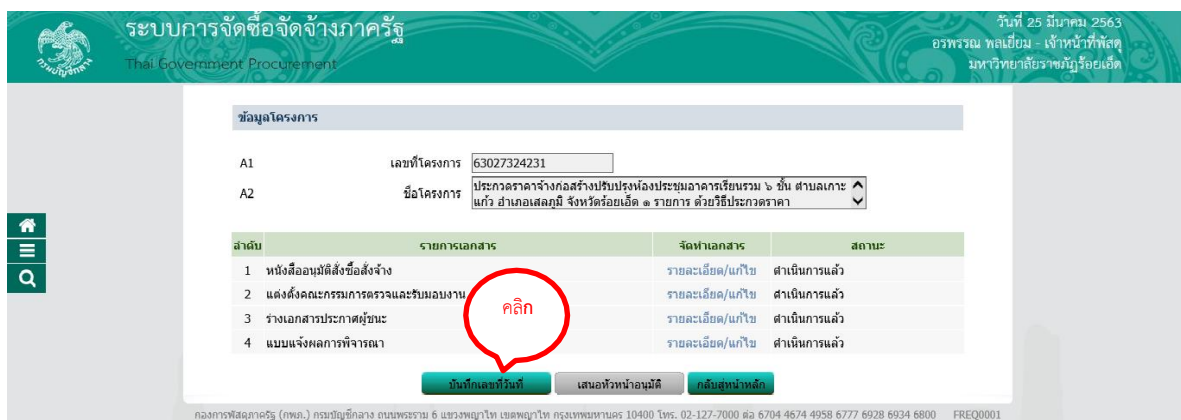 ระบบการจัดซื้อจัดจ้างภาครัฐ
Thai Government Procurement
วันที่ 25 มีนาคม 2563
อรพรรณ พลเยี่ยม - เจ้าหน้าที่พัสดุ
มหาวิทยาลัยราชภัฏร้อยเอ็ด
กรมบัญชีกลาง
ข้อมูลโครงการ
A1 เลขที่โครงการ 63027324231
A2 ชื่อโครงการ ประกวดราคาจ้างก่อสร้างปรับปรุงห้องประชุมอาคารเรียนรวม ๖ ชั้น ตำบลเกาะ
แก้ว อำเภอเสลภูมิ จังหวัดร้อยเอ็ด ๑ รายการ ด้วยวิธีประกวดราคา
ลำดับ รายการเอกสาร จัดทำเอกสาร สถานะ
1 หนังสืออนุมัติสั่งซื้อสั่งจ้าง รายละเอียด/แก้ไข ดำเนินการแล้ว
2 แต่งตั้งคณะกรรมการตรวจและรับมอบงาน รายละเอียด/แก้ไข ดำเนินการแล้ว
3 ร่างเอกสารประกาศผู้ชนะ รายละเอียด/แก้ไข ดำเนินการแล้ว
4 แบบแจ้งผลการพิจารณา รายละเอียด/แก้ไข ดำเนินการแล้ว
คลิก
บันทึกเลขที่วันที่ เสนอหัวหน้าอนุมัติ กลับสู่หน้าหลัก
กองการพัสดุภาครัฐ (กพภ.) กรมบัญชีกลาง ถนนพระราม 6 แขวงพญาไท เขตพญาไท กรุงเทพมหานคร 10400 โทร. 02-127-7000 ต่อ 6704 4674 4958 6777 6928 6934 6800 FREQ0001